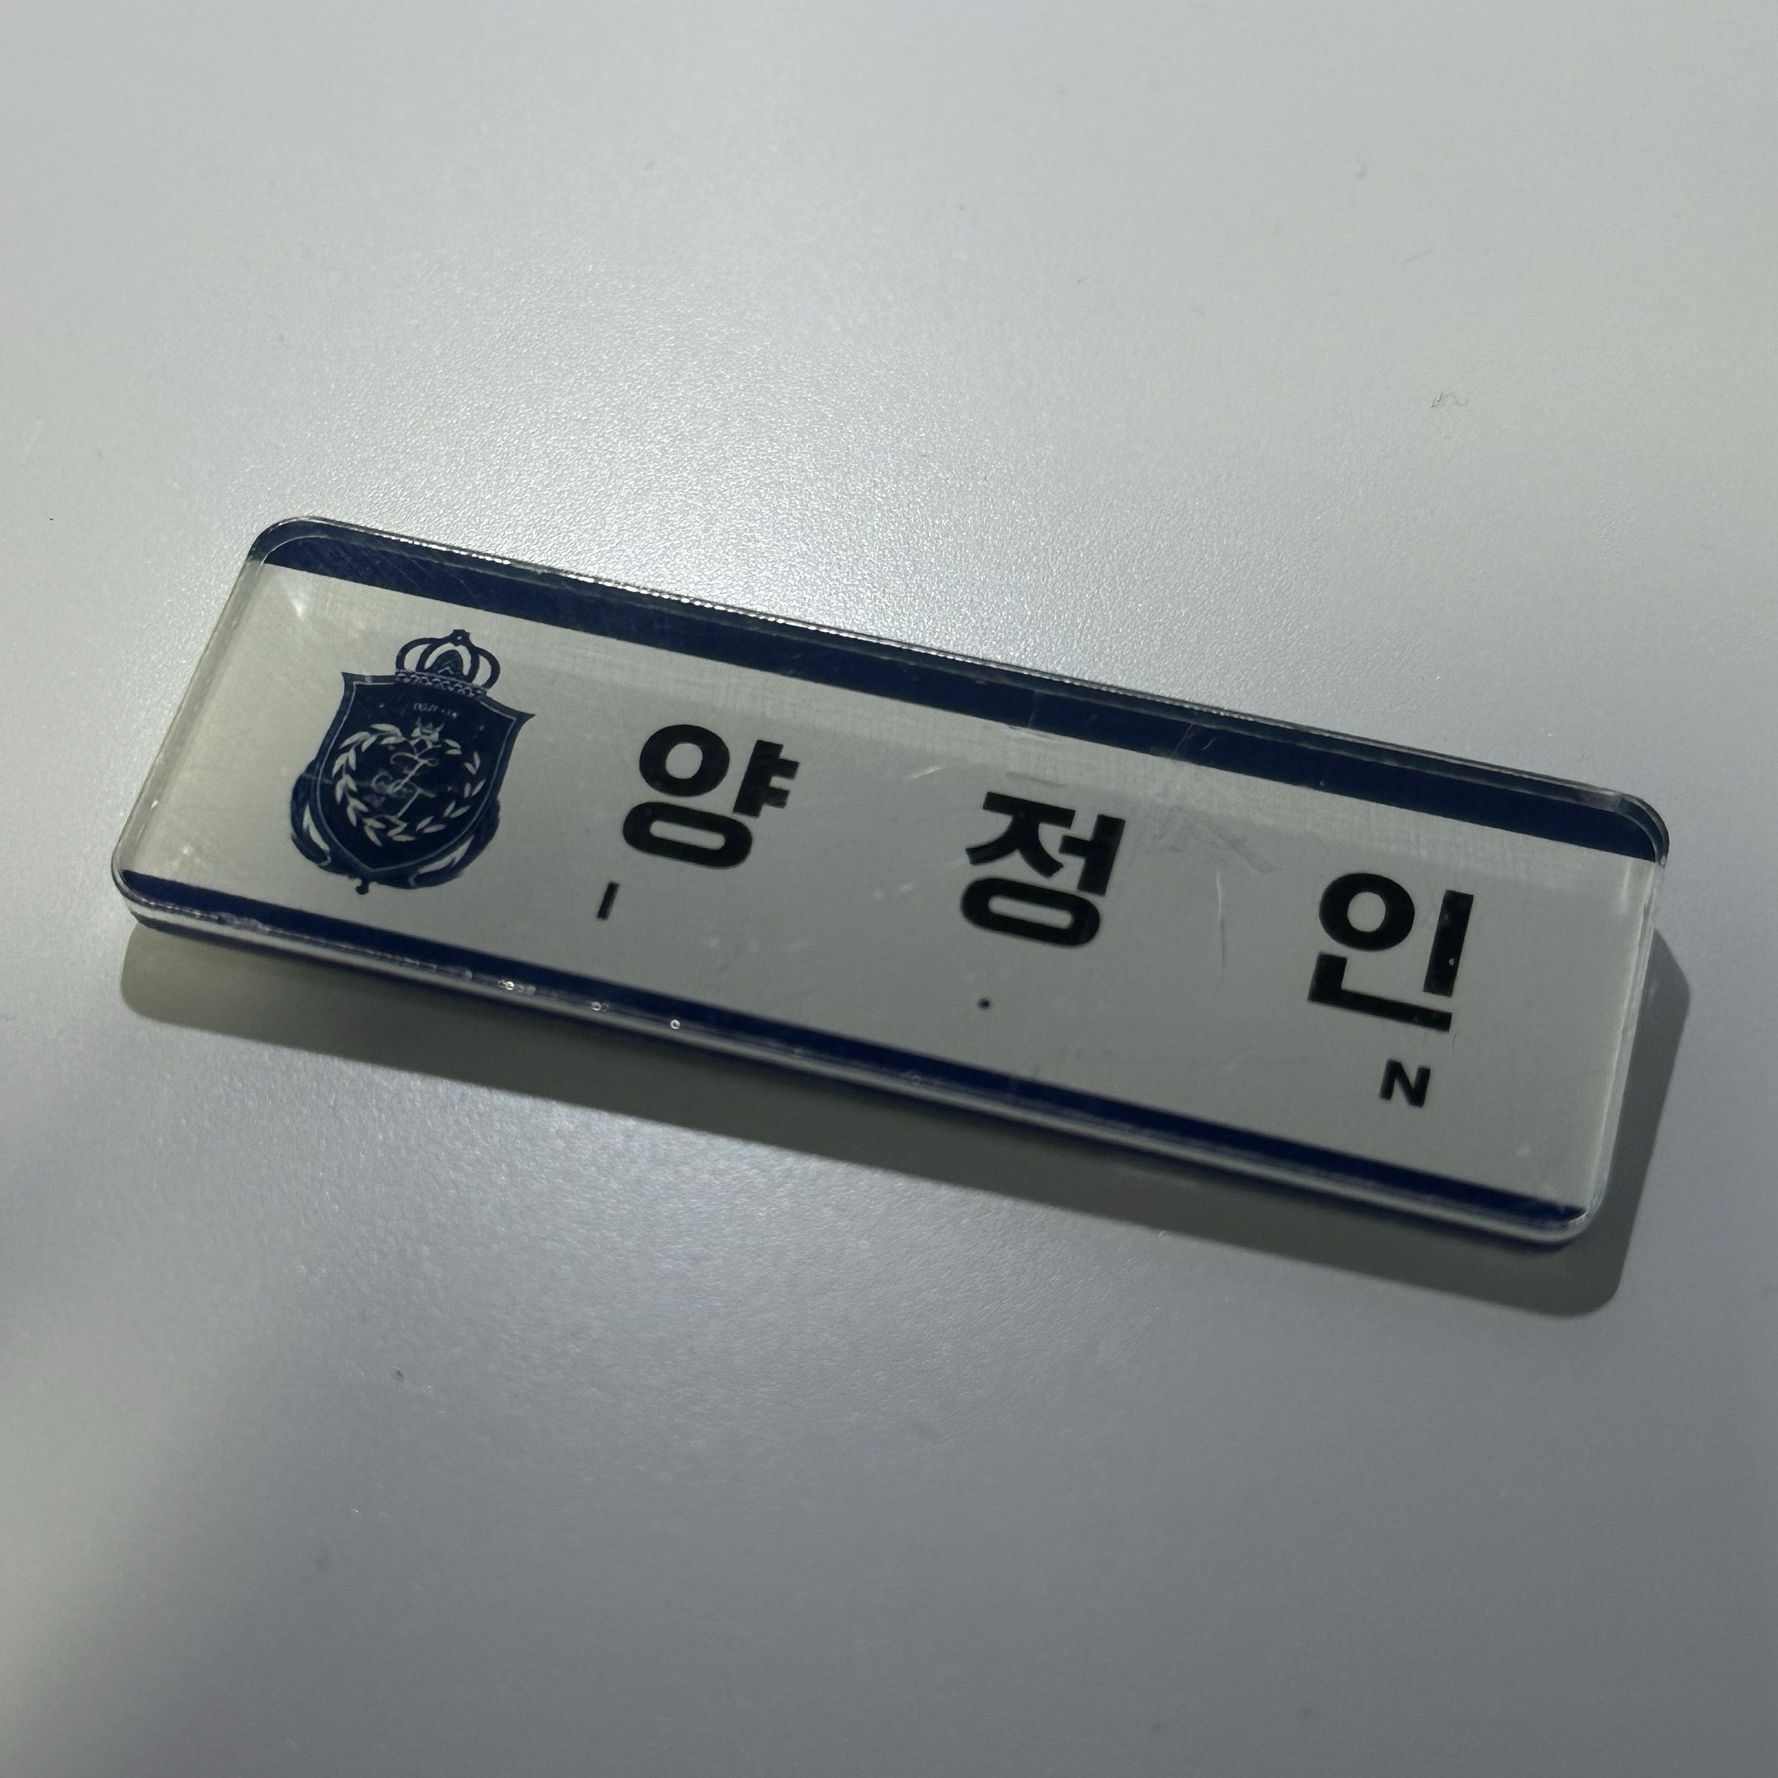 양 정 인
I . N